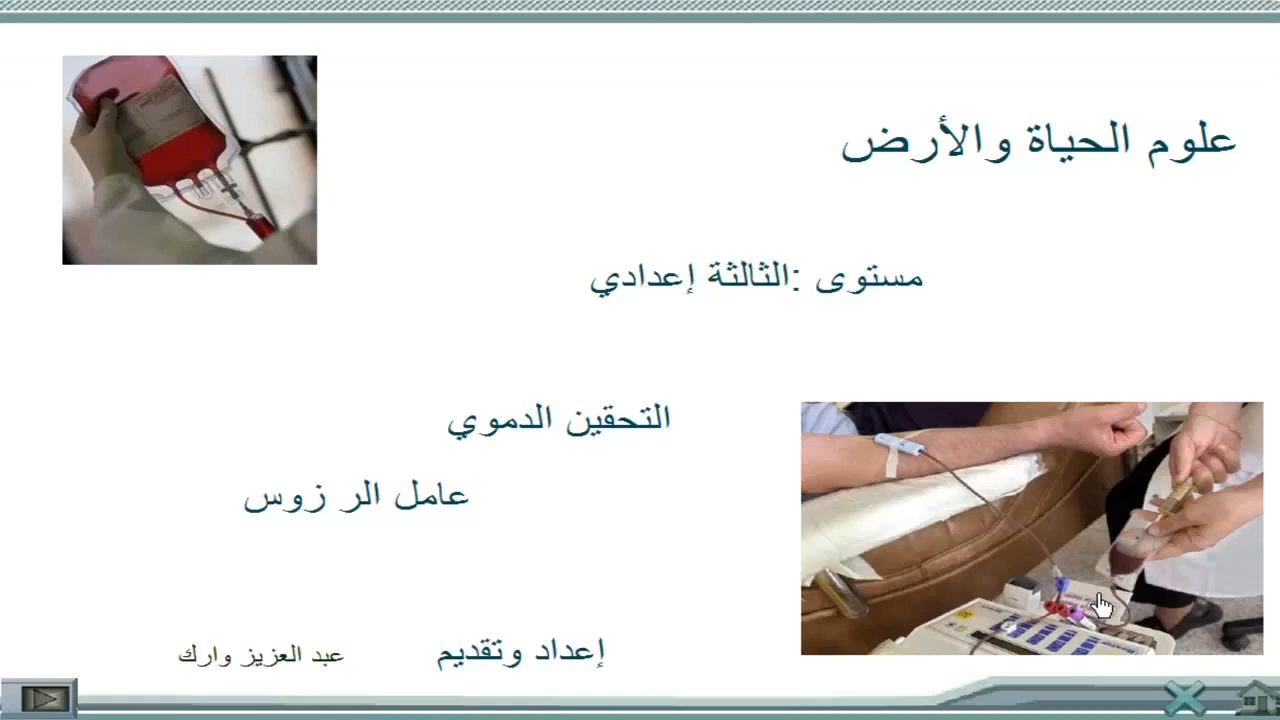 علوم الحياة والأرض
مستوى :الثالثة إعدادي
التحقين الدموي
عامل الر زوس
إعداد وتقديم
عبد العزيز وارك